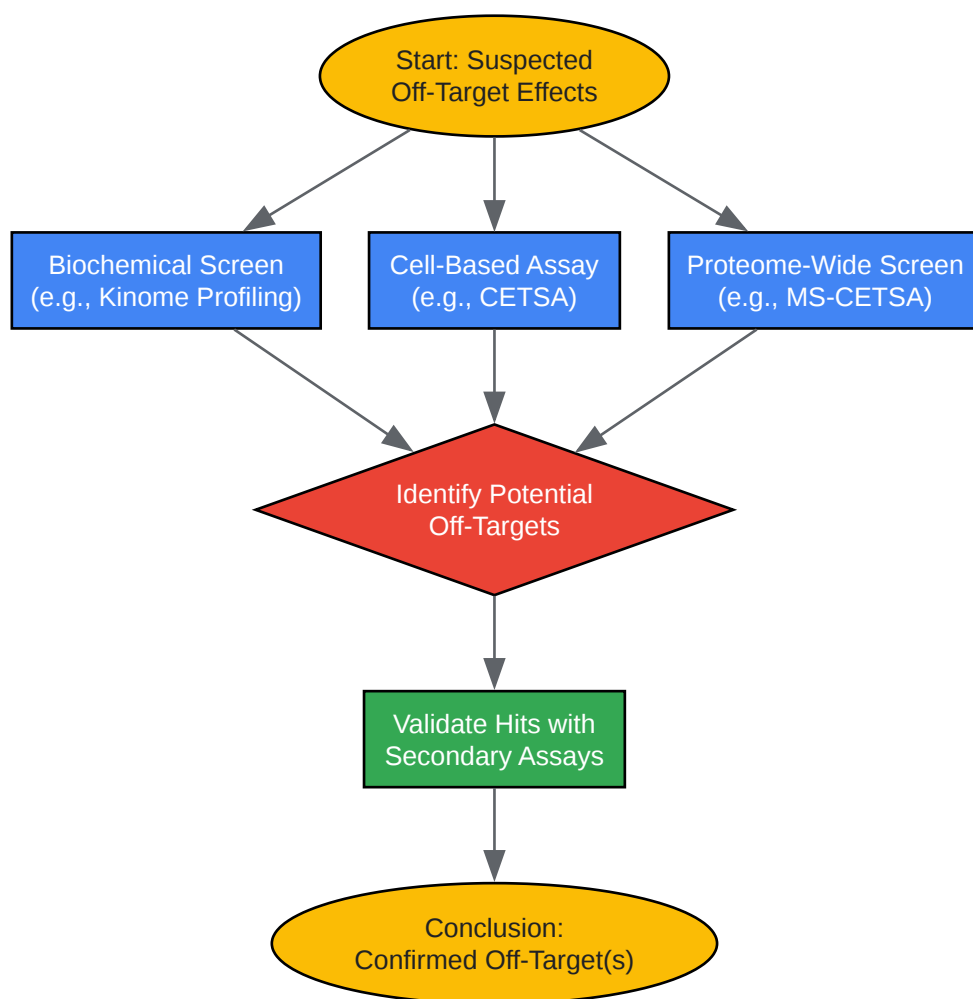 Start: Suspected
Off-Target Effects
Biochemical Screen
(e.g., Kinome Profiling)
Cell-Based Assay
(e.g., CETSA)
Proteome-Wide Screen
(e.g., MS-CETSA)
Identify Potential
Off-Targets
Validate Hits with
Secondary Assays
Conclusion:
Confirmed Off-Target(s)